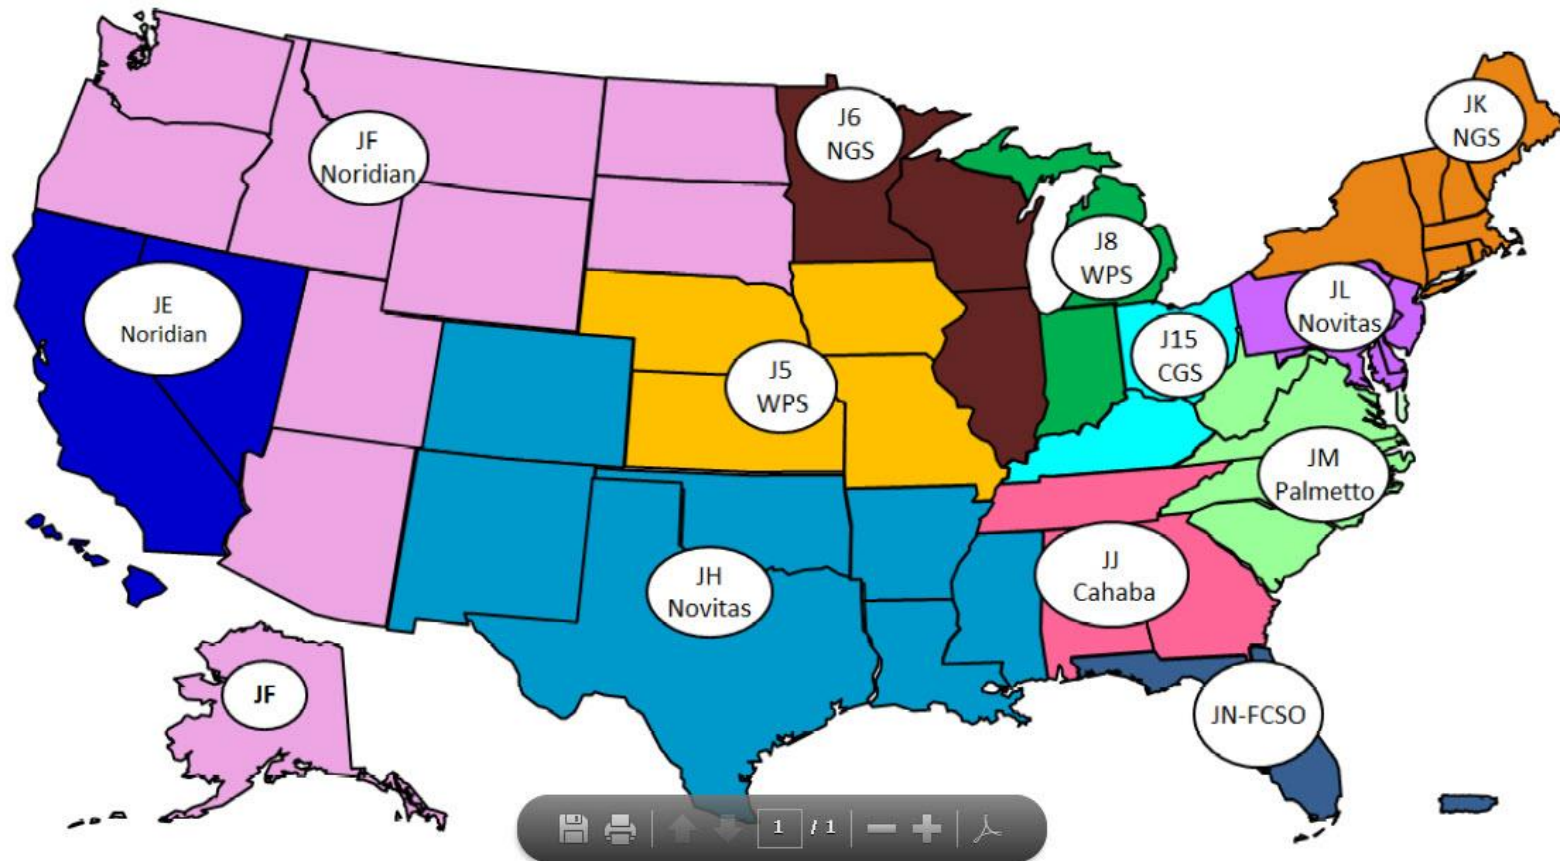 JF
Noridian
J6
NGS
JK
NGS
J8
WPS
JE
Noridian
JL
Novitas
J15
CGS
J5
WPS
JM
Palmetto
JH
Novitas
JJ
Cahaba
JF
JN-FCSO
1 / 1